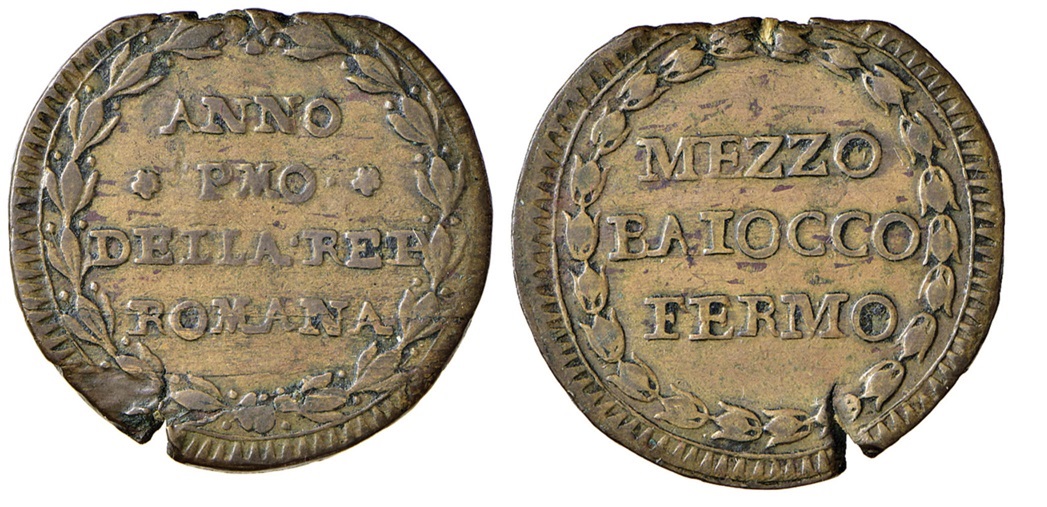 ANNO
PMO
DELLA·REP
ROMANA
MEZZO
BAIOCCO
FERMO